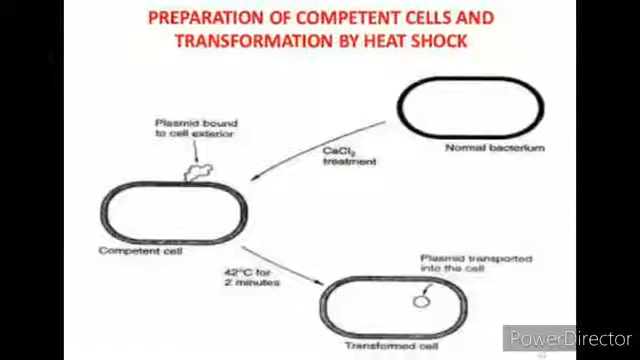 PREPARATION OF COMPETENT CELLS AND
TRANSFORMATION BY HEAT SHOCK
Plasmid bound
to cell exterior
CaCl₂
treatment
Normal bacterium
Competent cell
42°C for
2 minutes
Plasmid transported
into the cell
Transformed cell
PowerDirector